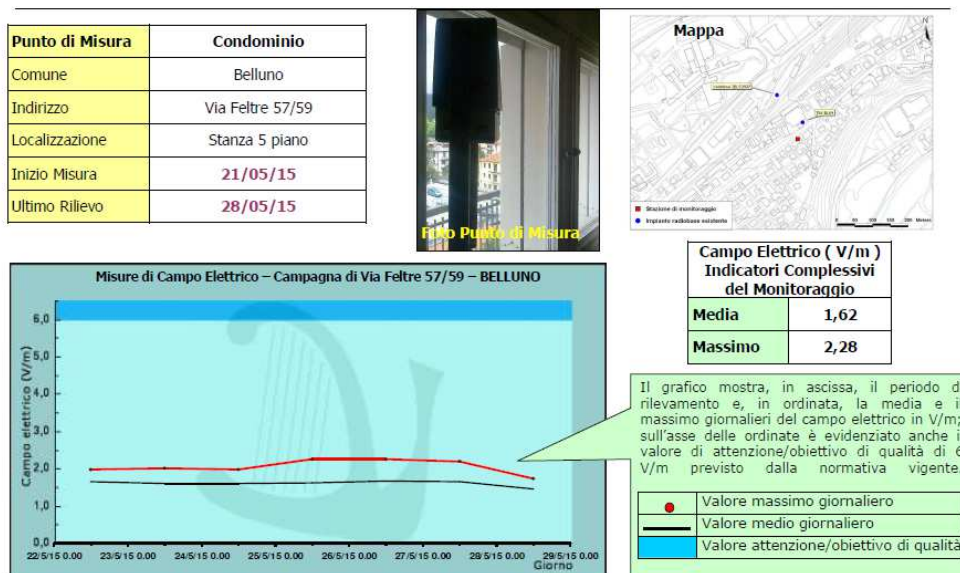 Punto di Misura Condominio
Comune Belluno
Indirizzo Via Feltre 57/59
Localizzazione Stanza 5 piano
Inizio Misura 21/05/15
Ultimo Rilievo 28/05/15
Foto Punto di Misura
Mappa
N
Stazione di monitoraggio
Impianto radiobase esistente
Campo Elettrico ( V/m )
Indicatori Complessivi
del Monitoraggio
Media 1,62
Massimo 2,28
Misure di Campo Elettrico – Campagna di Via Feltre 57/59 – BELLUNO
Campo elettrico (V/m)
6,0
5,0
4,0
3,0
2,0
1,0
0,0
22/5/15 0.00 23/5/15 0.00 24/5/15 0.00 25/5/15 0.00 26/5/15 0.00 27/5/15 0.00 28/5/15 0.00 29/5/15 0.00
Giorno
Il grafico mostra, in ascissa, il periodo d
rilevamento e, in ordinata, la media e i
massimo giornalieri del campo elettrico in V/m;
sull'asse delle ordinate è evidenziato anche i
valore di attenzione/obiettivo di qualità di 6
V/m previsto dalla normativa vigente.
Valore massimo giornaliero
Valore medio giornaliero
Valore attenzione/obiettivo di qualità